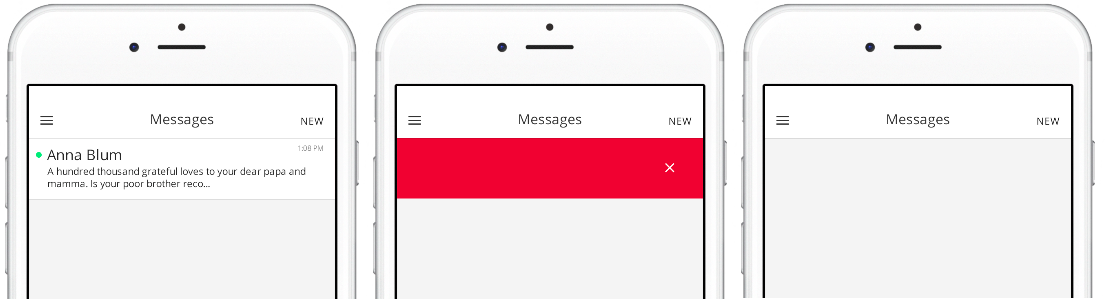 Messages
NEW
Anna Blum
1:08 PM
A hundred thousand grateful loves to your dear papa and
mamma. Is your poor brother reco...
Messages
NEW
Messages
NEW